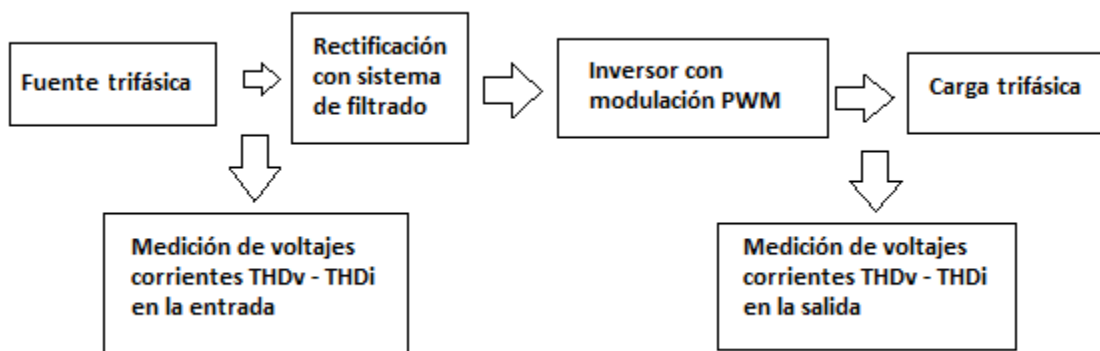 Fuente trifásica
Rectificación
con sistema
de filtrado
Inversor con
modulación PWM
Carga trifásica
Medición de voltajes
corrientes THDv - THDi
en la entrada
Medición de voltajes
corrientes THDv - THDi
en la salida